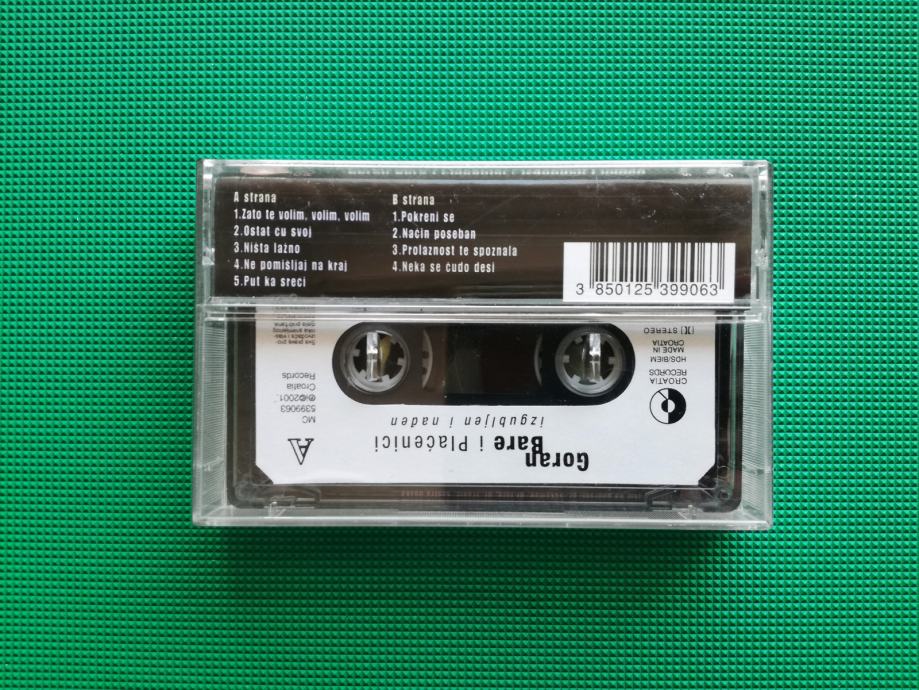 A strana
1.Zato te volim, volim, volim
2.Ostat cu svoj
3.Ništa lažno
4.Ne pomišljaj na kraj
5.Put ka sreci
B strana
1.Pokreni se
2.Način poseban
3.Prolaznost te spoznala
4.Neka se čudo desi
3 850125 399063
Goran
Bare i Plaćenici
izgubljen i nađen
A
MC
5399063
℗©2001.
Croatia
Records
CROATIA
RECORDS
HDS/BIEM
MADE IN
CROATIA
STEREO